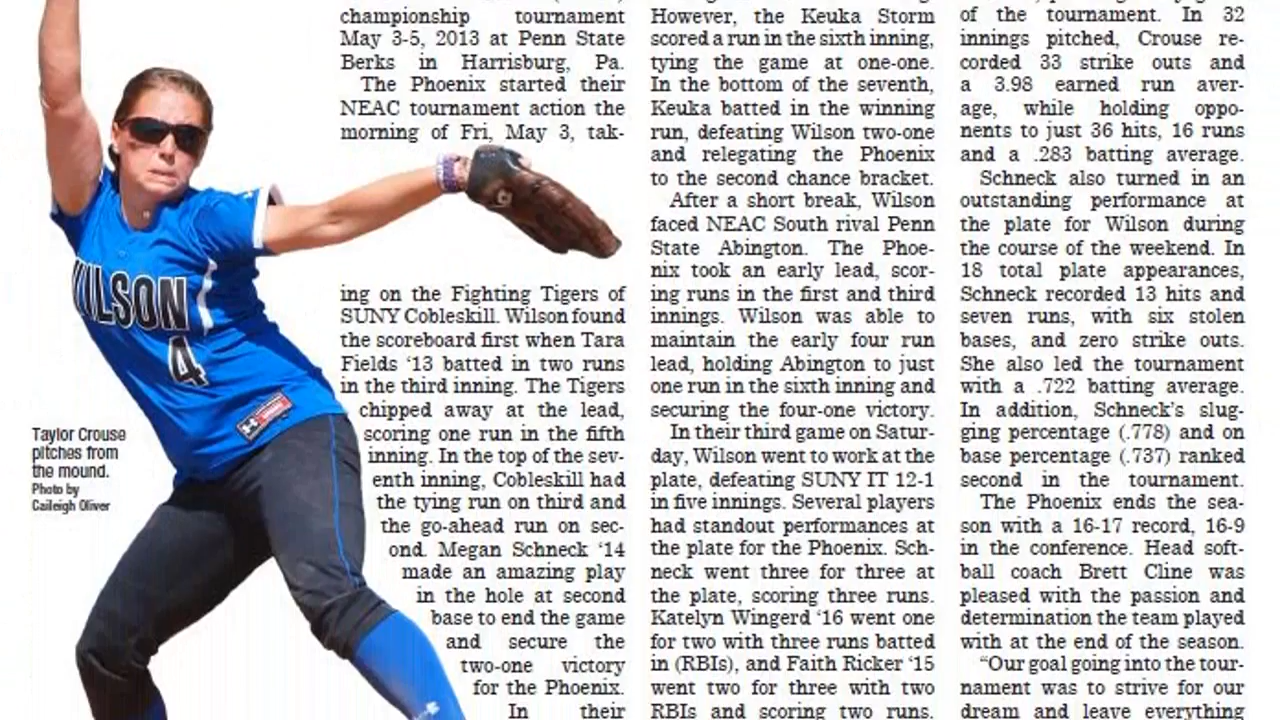 championship tournament
May 3-5, 2013 at Penn State
Berks in Harrisburg, Pa.
The Phoenix started their
NEAC tournament action the
morning of Fri, May 3, tak-
ing on the Fighting Tigers of
SUNY Cobleskill. Wilson found
the scoreboard first when Tara
Fields ‘13 batted in two runs
in the third inning. The Tigers
chipped away at the lead,
scoring one run in the fifth
inning. In the top of the sev-
enth inning, Cobleskill had
the tying run on third and
the go-ahead run on sec-
ond. Megan Schneck ‘14
made an amazing play
in the hole at second
base to end the game
and secure the
two-one victory
for the Phoenix.
In their
However, the Keuka Storm
scored a run in the sixth inning,
tying the game at one-one.
In the bottom of the seventh,
Keuka batted in the winning
run, defeating Wilson two-one
and relegating the Phoenix
to the second chance bracket.
After a short break, Wilson
faced NEAC South rival Penn
State Abington. The Phoe-
nix took an early lead, scor-
ing runs in the first and third
innings. Wilson was able to
maintain the early four run
lead, holding Abington to just
one run in the sixth inning and
securing the four-one victory.
In their third game on Satur-
day, Wilson went to work at the
plate, defeating SUNY IT 12-1
in five innings. Several players
had standout performances at
the plate for the Phoenix. Sch-
neck went three for three at
the plate, scoring three runs.
Katelyn Wingerd ‘16 went one
for two with three runs batted
in (RBIs), and Faith Ricker ‘15
went two for three with two
RBIs and scoring two runs.
of the tournament. In 32
innings pitched, Crouse re-
corded 33 strike outs and
a 3.98 earned run aver-
age, while holding oppo-
nents to just 36 hits, 16 runs
and a .283 batting average.
Schneck also turned in an
outstanding performance at
the plate for Wilson during
the course of the weekend. In
18 total plate appearances,
Schneck recorded 13 hits and
seven runs, with six stolen
bases, and zero strike outs.
She also led the tournament
with a .722 batting average.
In addition, Schneck’s slug-
ging percentage (.778) and on
base percentage (.737) ranked
second in the tournament.
The Phoenix ends the sea-
son with a 16-17 record, 16-9
in the conference. Head soft-
ball coach Brett Cline was
pleased with the passion and
determination the team played
with at the end of the season.
“Our goal going into the tour-
nament was to strive for our
dream and leave everything
WILSON
4
Taylor Crouse
pitches from
the mound.
Photo by
Caileigh Oliver